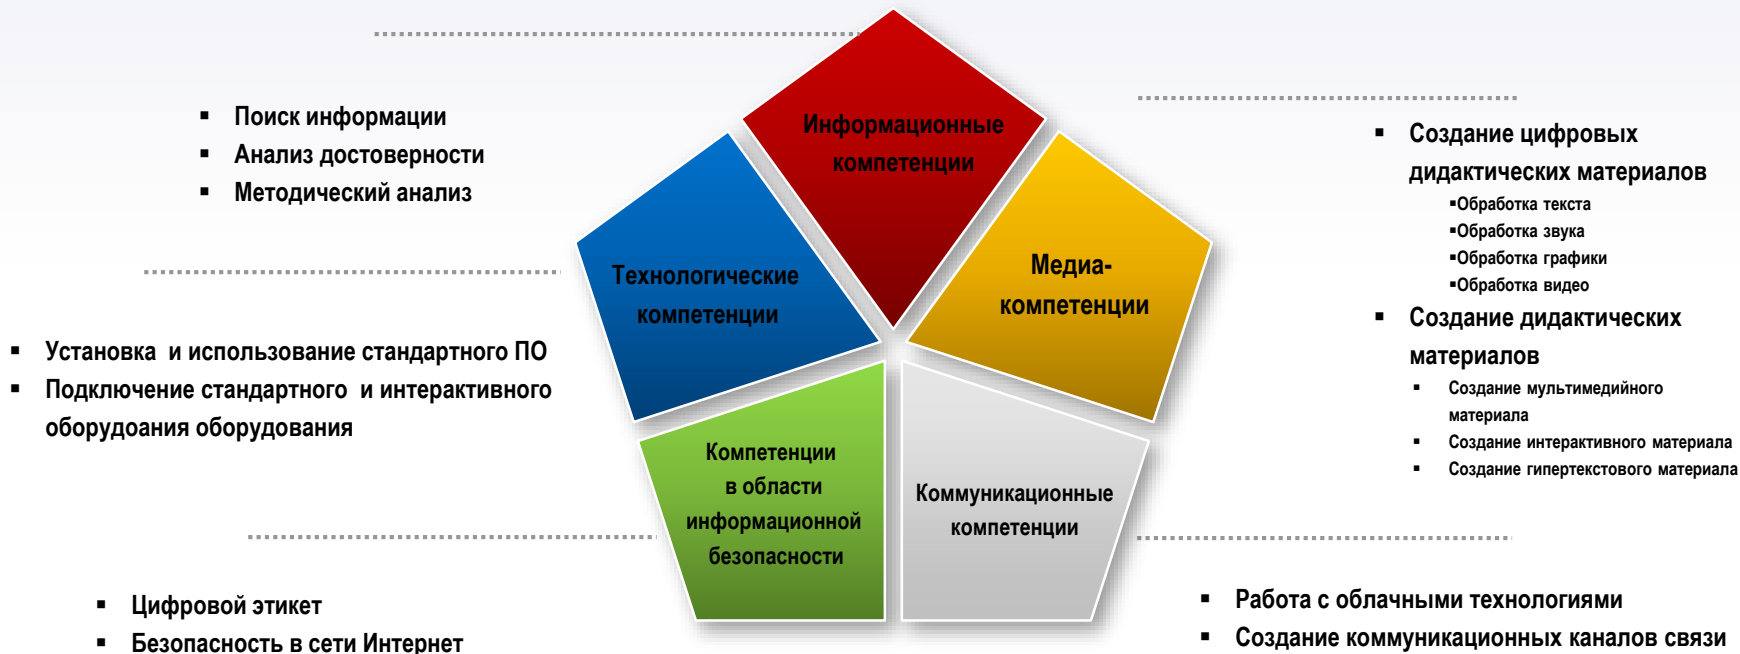 Информационные
компетенции
▪ Поиск информации
▪ Анализ достоверности
▪ Методический анализ
Медиа-
компетенции
▪ Создание цифровых
дидактических материалов
▪Обработка текста
▪Обработка звука
▪Обработка графики
▪Обработка видео
▪ Создание дидактических
материалов
▪ Создание мультимедийного
материала
▪ Создание интерактивного материала
▪ Создание гипертекстового материала
Технологические
компетенции
▪ Установка и использование стандартного ПО
▪ Подключение стандартного и интерактивного
оборудоания оборудования
Компетенции
в области
информационной
безопасности
▪ Цифровой этикет
▪ Безопасность в сети Интернет
Коммуникационные
компетенции
▪ Работа с облачными технологиями
▪ Создание коммуникационных каналов связи